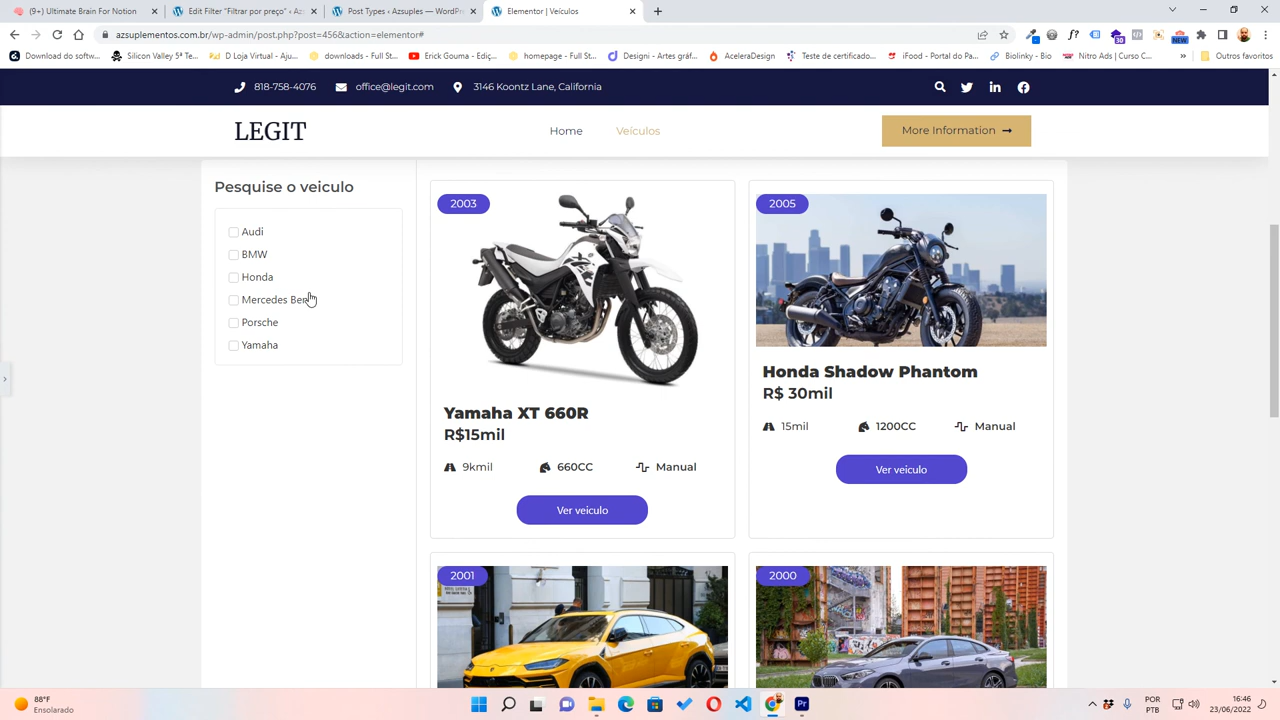 (9+) Ultimate Brain For Notion
Edit Filter "Filtrar por preço" ‹ Az
Post Types ‹ Azsuples — WordPre
Elementor | Veículos
azsuples.com.br/wp-admin/post.php?post=456&action=elementor#
Download do softw...
Silicon Valley 5ª Te...
D Loja Virtual - Aju...
downloads - Full St...
Erick Gouma - Ediç...
homepage - Full St...
Designi - Artes gráf...
AceleraDesign
Teste de certificado...
iFood - Portal do Pa...
Biolinky - Bio
Nitro Ads | Curso C...
»
Outros favoritos
818-758-4076
office@legit.com
3146 Koontz Lane, California
LEGIT
Home
Veículos
More Information
Pesquise o veiculo
Audi
BMW
Honda
Mercedes
Porsche
Yamaha
2003
Yamaha XT 660R
R$15mil
9kmil
660CC
Manual
Ver veiculo
2005
Honda Shadow Phantom
R$ 30mil
15mil
1200CC
Manual
Ver veículo
2001
2000
88°F
Ensolarado
POR
PTB
16:46
23/06/2022